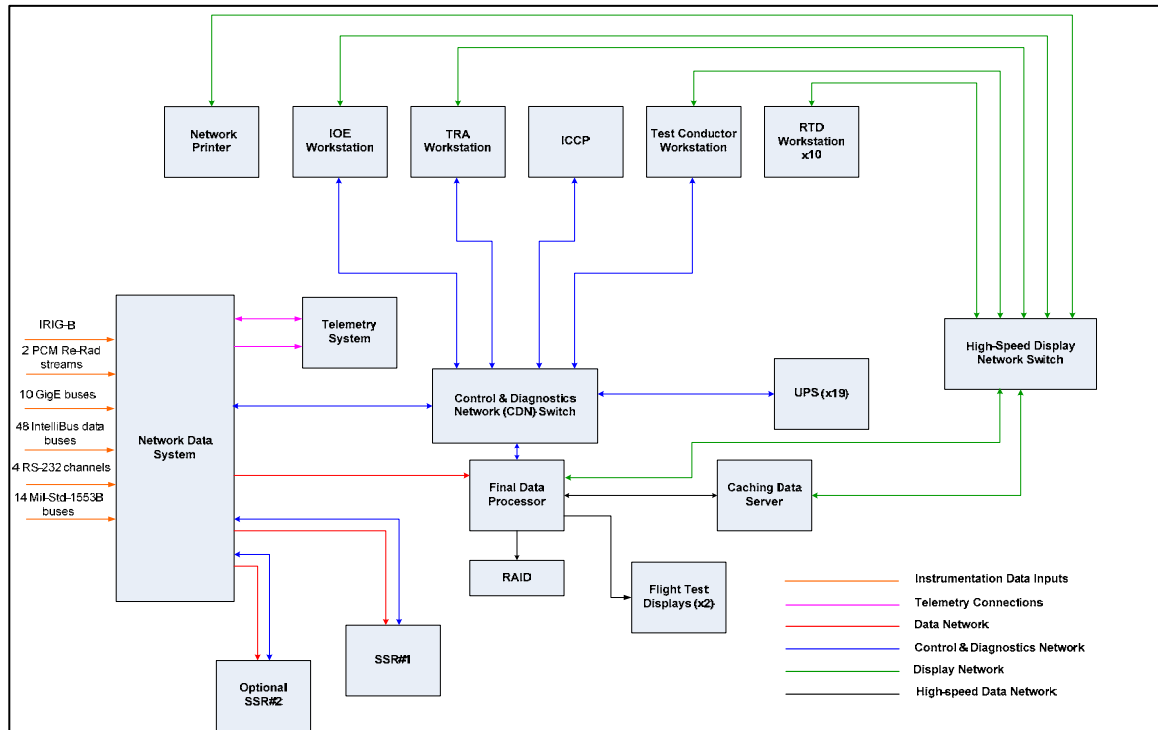 Network
Printer
IOE
Workstation
TRA
Workstation
ICCP
Test Conductor
Workstation
RTD
Workstation
x10
IRIG-B
2 PCM Re-Rad
streams
10 GigE buses
48 IntelliBus data
buses
4 RS-232 channels
14 Mil-Std-1553B
buses
Network Data
System
Telemetry
System
Control & Diagnostics
Network (CDN) Switch
UPS (x19)
High-Speed Display
Network Switch
Final Data
Processor
Caching Data
Server
RAID
Flight Test
Displays (x2)
SSR#1
Optional
SSR#2
Instrumentation Data Inputs
Telemetry Connections
Data Network
Control & Diagnostics Network
Display Network
High-speed Data Network